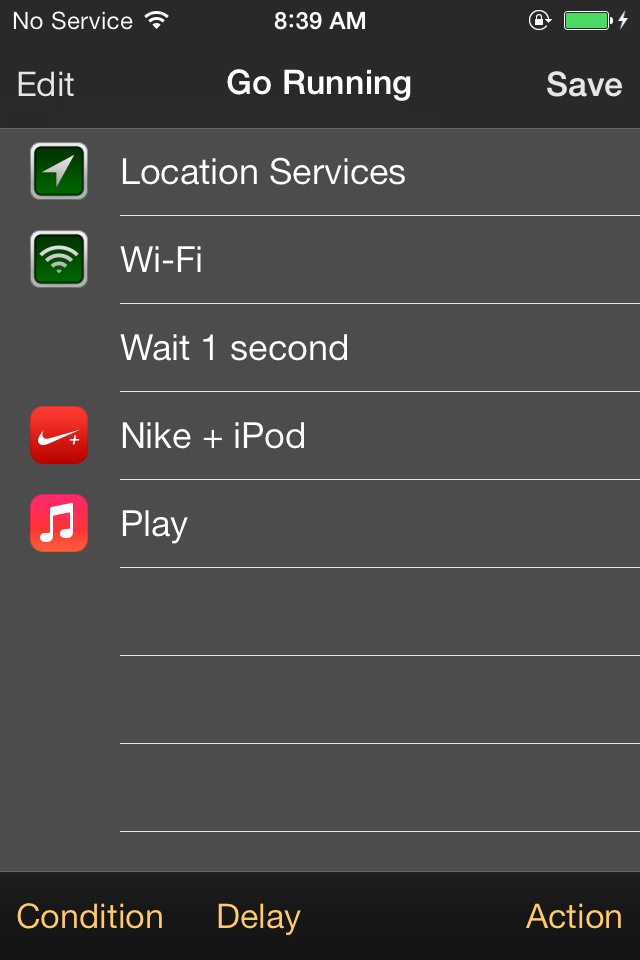 No Service 8:39 AM
Edit Go Running Save
Location Services
Wi-Fi
Wait 1 second
Nike + iPod
Play
Condition Delay Action